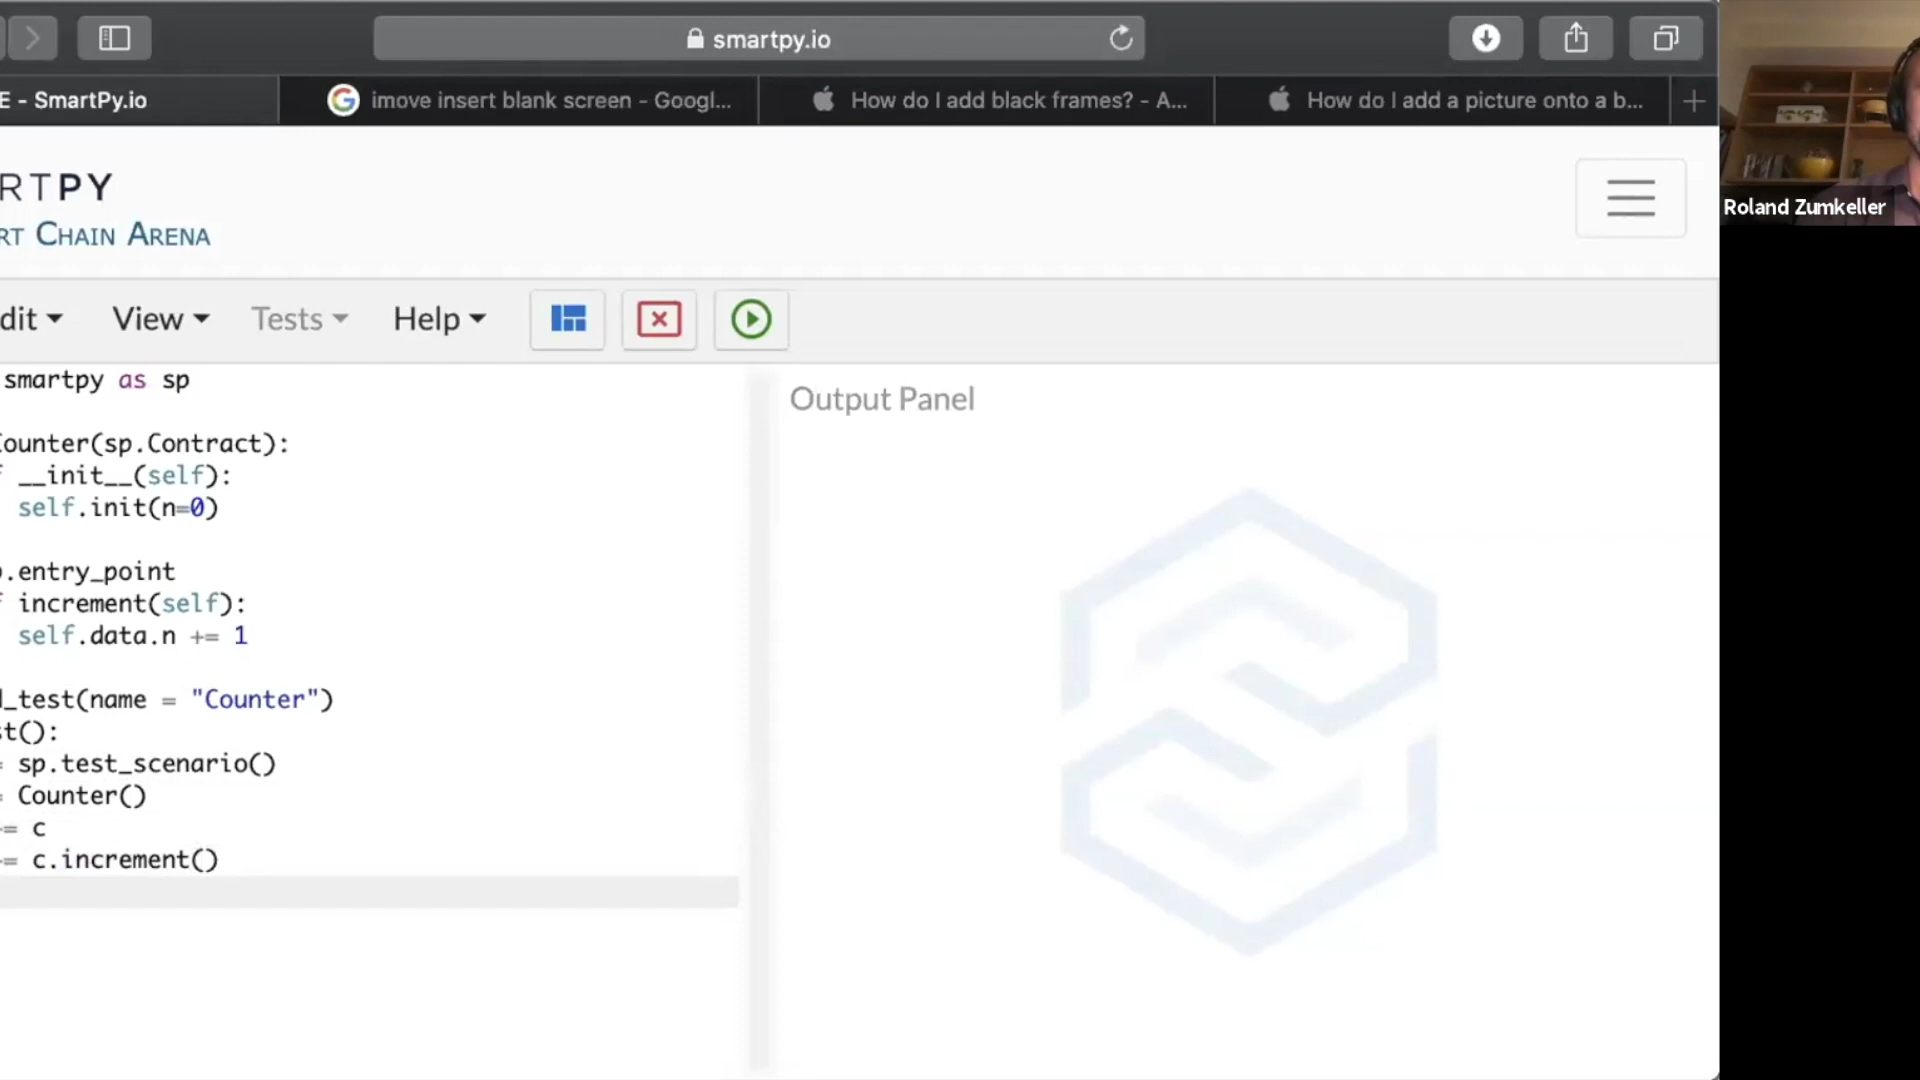 smartpy.io
E - SmartPy.io
imove insert blank screen - Googl...
How do I add black frames? - A...
How do I add a picture onto a b...
RTPY
RT CHAIN ARENA
Roland Zumkeller
dit
View
Tests
Help
smartpy as sp
Output Panel
ounter(sp.Contract):
__init__(self):
self.init(n=0)
.entry_point
increment(self):
self.data.n += 1
_test(name = "Counter")
st():
= sp.test_scenario()
= Counter()
= c
= c.increment()